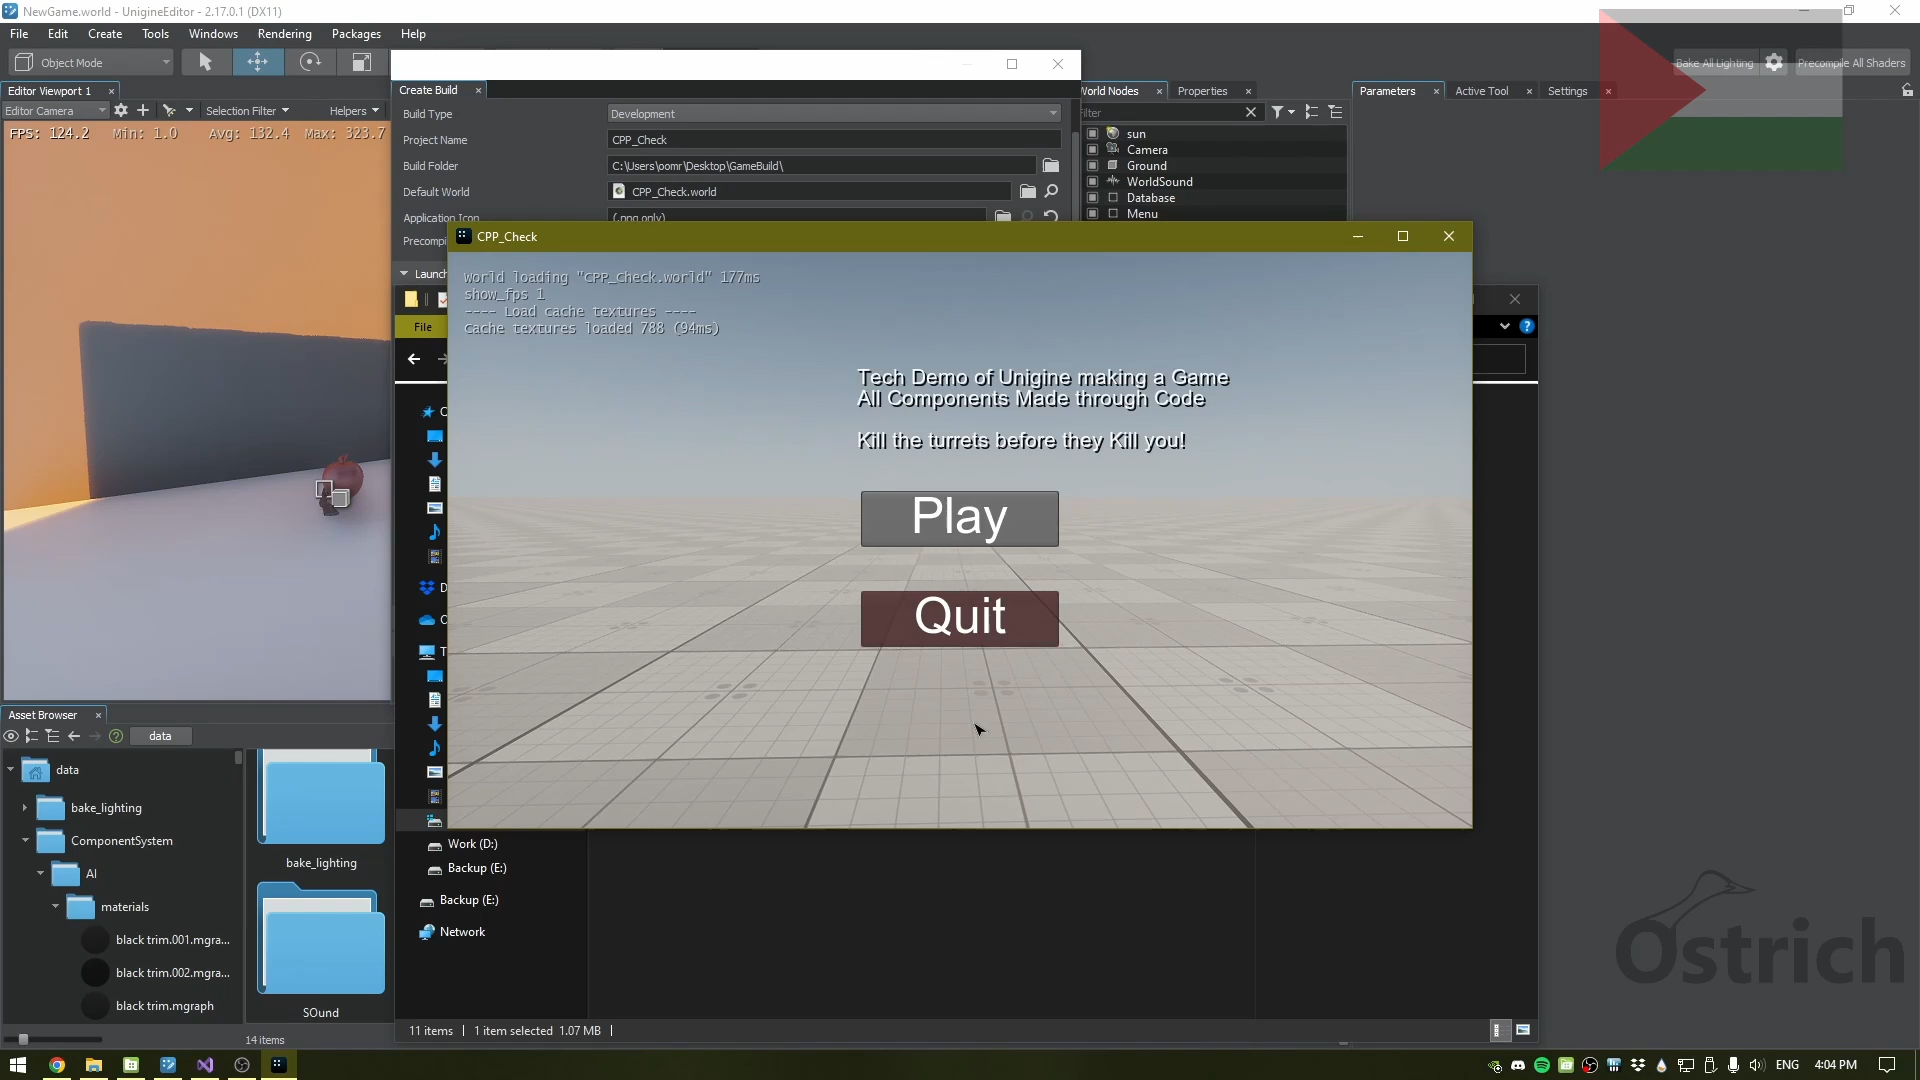 NewGame.world - UnigineEditor - 2.17.0.1 (DX11)
File Edit Create Tools Windows Rendering Packages Help
Object Mode
Bake All Lighting
Precompile All Shaders
Editor Viewport 1
Editor Camera
Selection Filter
Helpers
FPS: 124.2 Min: 1.0 Avg: 132.4 Max: 323.7
Create Build
Build Type
Development
Project Name
CPP_Check
Build Folder
C:\Users\pomr\Desktop\GameBuild\
Default World
CPP_Check.world
Application Icon
(.png only)
Precompi
Launch
World Nodes
Properties
Filter
sun
Camera
Ground
WorldSound
Database
Menu
Parameters
Active Tool
Settings
CPP_Check
World loading "CPP_Check.world" 177ms
show_fps 1
---- Load cache textures ----
Cache textures loaded 788 (94ms)
Tech Demo of Unigine making a Game
All Components Made through Code
Kill the turrets before they Kill you!
Play
Quit
File
Work (D:)
Backup (E:)
Backup (E:)
Network
11 items
1 item selected 1.07 MB
Asset Browser
data
data
bake_lighting
ComponentSystem
AI
materials
black trim.001.mgra...
black trim.002.mgra...
black trim.mgraph
bake_lighting
SOund
14 items
Ostrich
ENG
4:04 PM